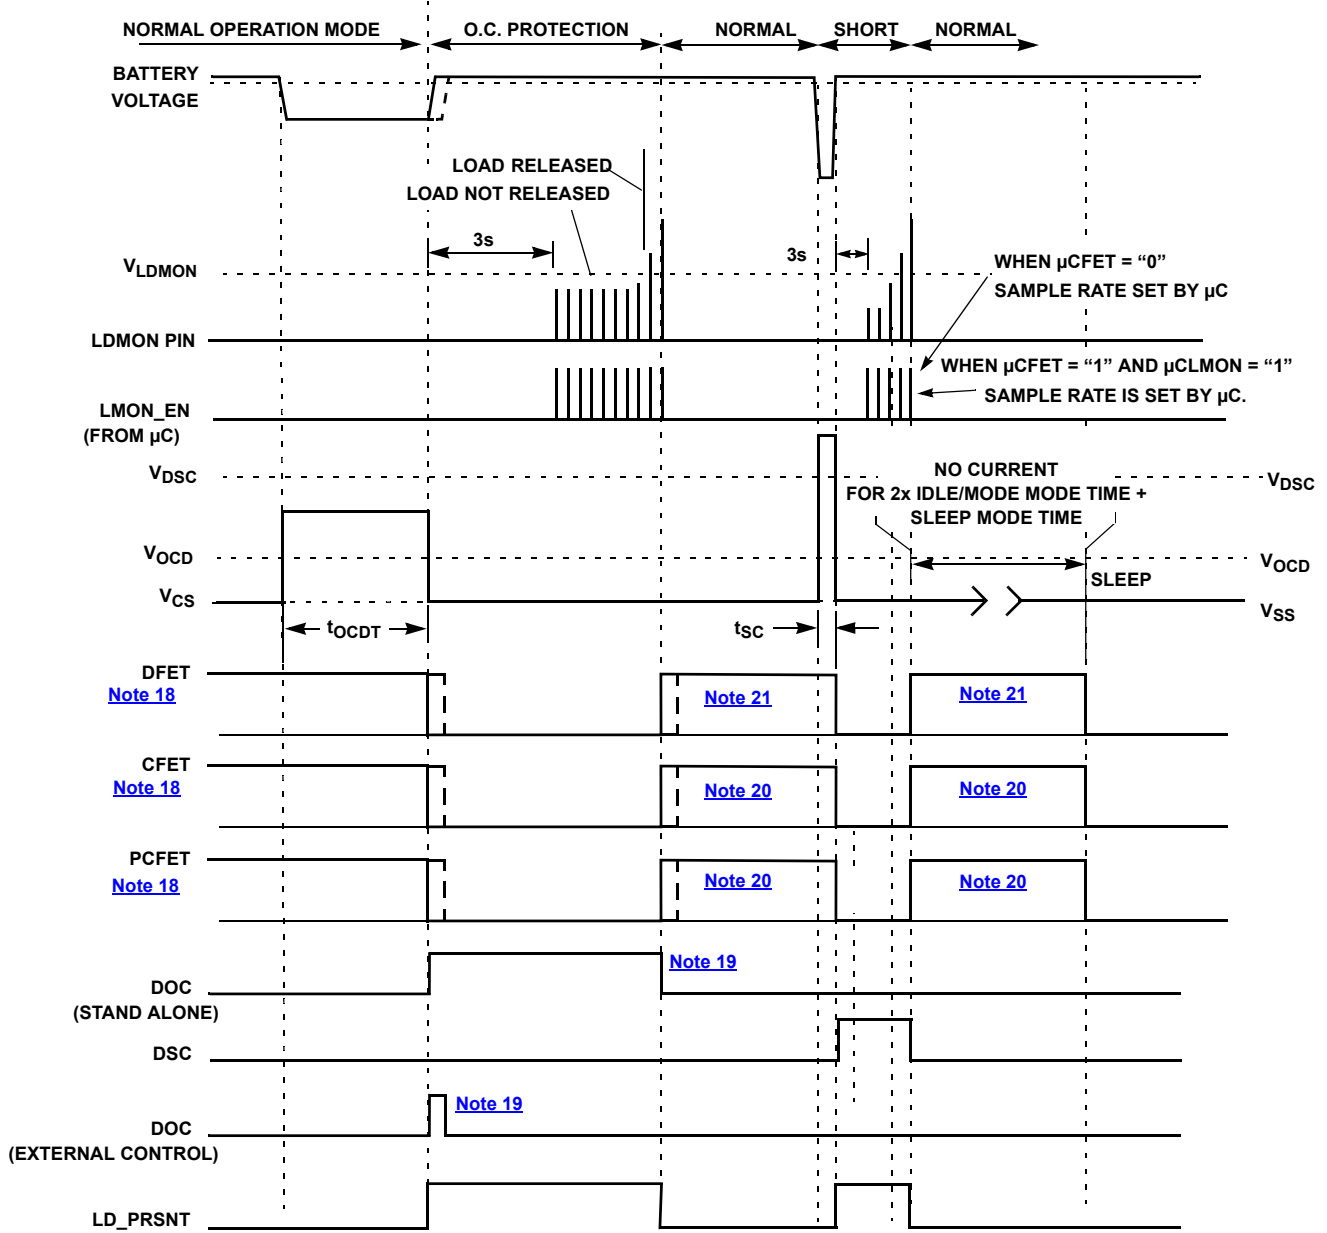 NORMAL OPERATION MODE
O.C. PROTECTION
NORMAL
SHORT
NORMAL
BATTERY
VOLTAGE
LOAD RELEASED
LOAD NOT RELEASED
3s
3s
VLDMON
WHEN µCFET = “0”
SAMPLE RATE SET BY µC
LDMON PIN
WHEN µCFET = “1” AND µCLMON = “1”
SAMPLE RATE IS SET BY µC.
LMON_EN
(FROM µC)
VDSC
NO CURRENT
FOR 2x IDLE/MODE MODE TIME +
SLEEP MODE TIME
VDSC
VOCD
VOCD
SLEEP
VCS
VSS
tOCDT
tSC
DFET
Note 18
Note 21
Note 21
CFET
Note 18
Note 20
Note 20
PCFET
Note 18
Note 20
Note 20
DOC
(STAND ALONE)
Note 19
DSC
Note 19
DOC
(EXTERNAL CONTROL)
LD_PRSNT